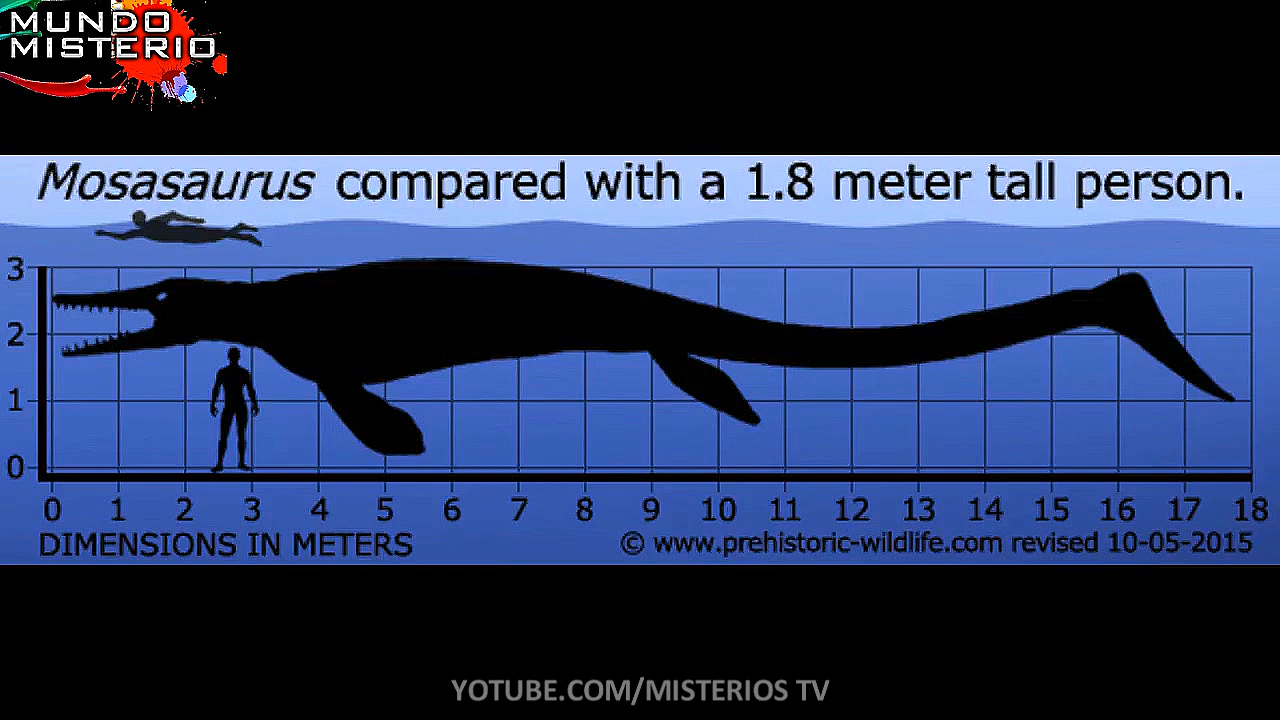 MUNDO
MISTERIO
Mosasaurus compared with a 1.8 meter tall person.
3
2
1
0
0 1 2 3 4 5 6 7 8 9 10 11 12 13 14 15 16 17 18
DIMENSIONS IN METERS © www.prehistoric-wildlife.com revised 10-05-2015
YOTUBE.COM/MISTERIOS TV